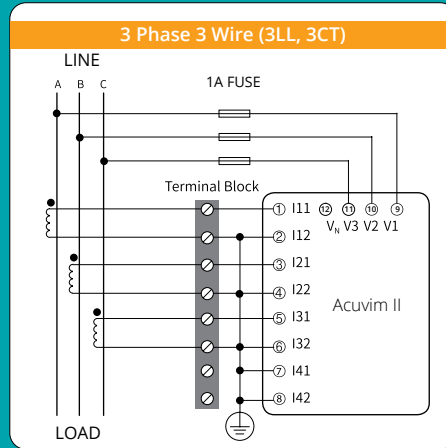 3 Phase 3 Wire (3LL, 3CT)
LINE
A B C
1A FUSE
Terminal Block
① I11 ⑫ ⑪ ⑩ ⑨
VN V3 V2 V1
② I12
③ I21
④ I22
Acuvim II
⑤ I31
⑥ I32
⑦ I41
⑧ I42
LOAD